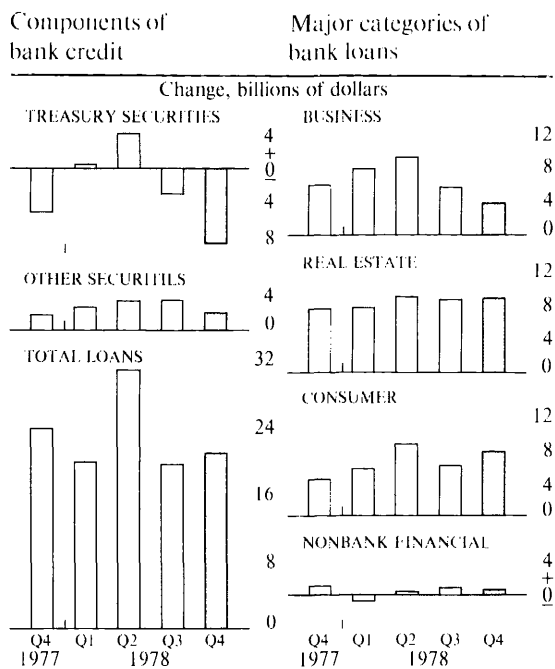 Components of
bank credit
Major categories of
bank loans
Change, billions of dollars
TREASURY SECURITIES
4
+
0
−
4
8
OTHER SECURITILS
4
0
TOTAL LOANS
32
24
16
8
0
Q4 Q1 Q2 Q3 Q4
1977 1978
BUSINESS
12
8
4
0
REAL ESTATE
12
8
4
0
CONSUMER
12
8
4
0
NONBANK FINANCIAL
4
+
0
−
Q4 Q1 Q2 Q3 Q4
1977 1978